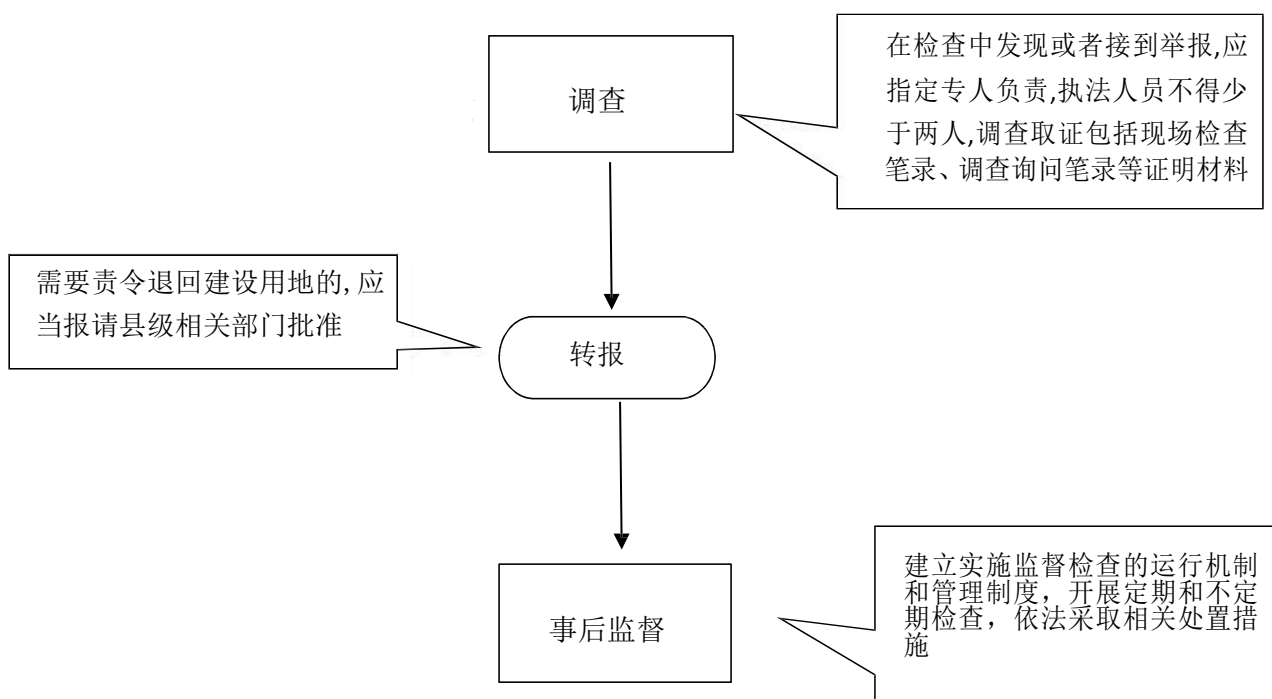 调查
在检查中发现或者接到举报,应
指定专人负责,执法人员不得少
于两人,调查取证包括现场检查
笔录、调查询问笔录等证明材料
需要责令退回建设用地的,应
当报请县级相关部门批准
转报
事后监督
建立实施监督检查的运行机制
和管理制度，开展定期和不定
期检查，依法采取相关处置措
施